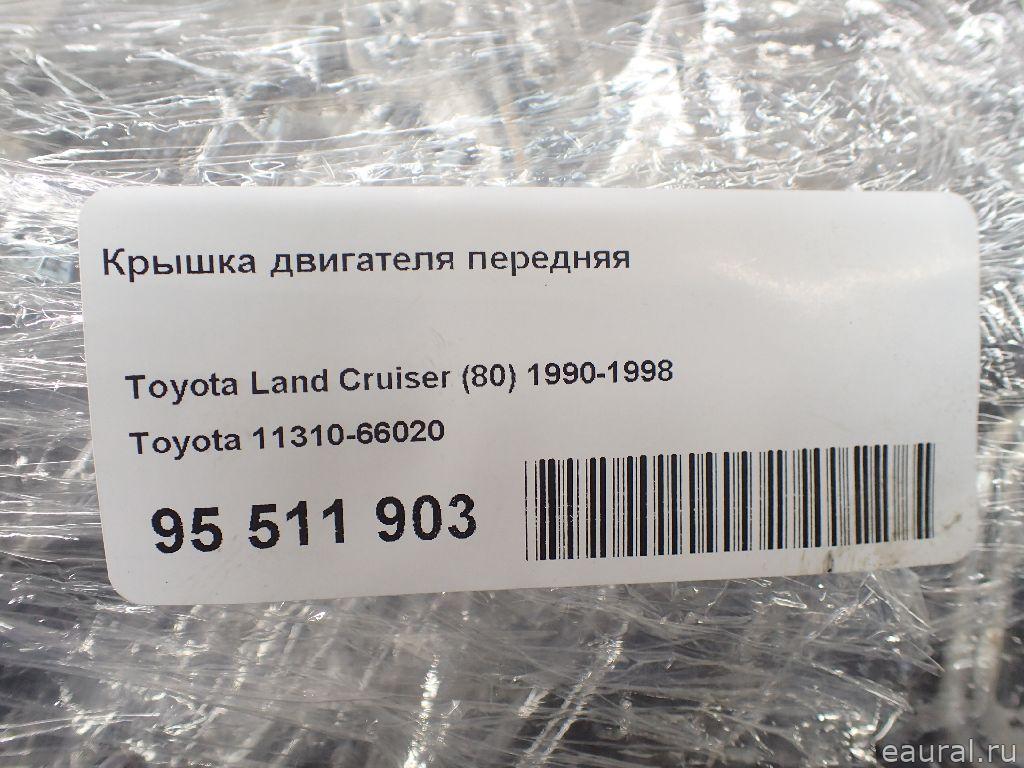 Крышка двигателя передняя
Toyota Land Cruiser (80) 1990-1998
Toyota 11310-66020
95 511 903
eaural.ru